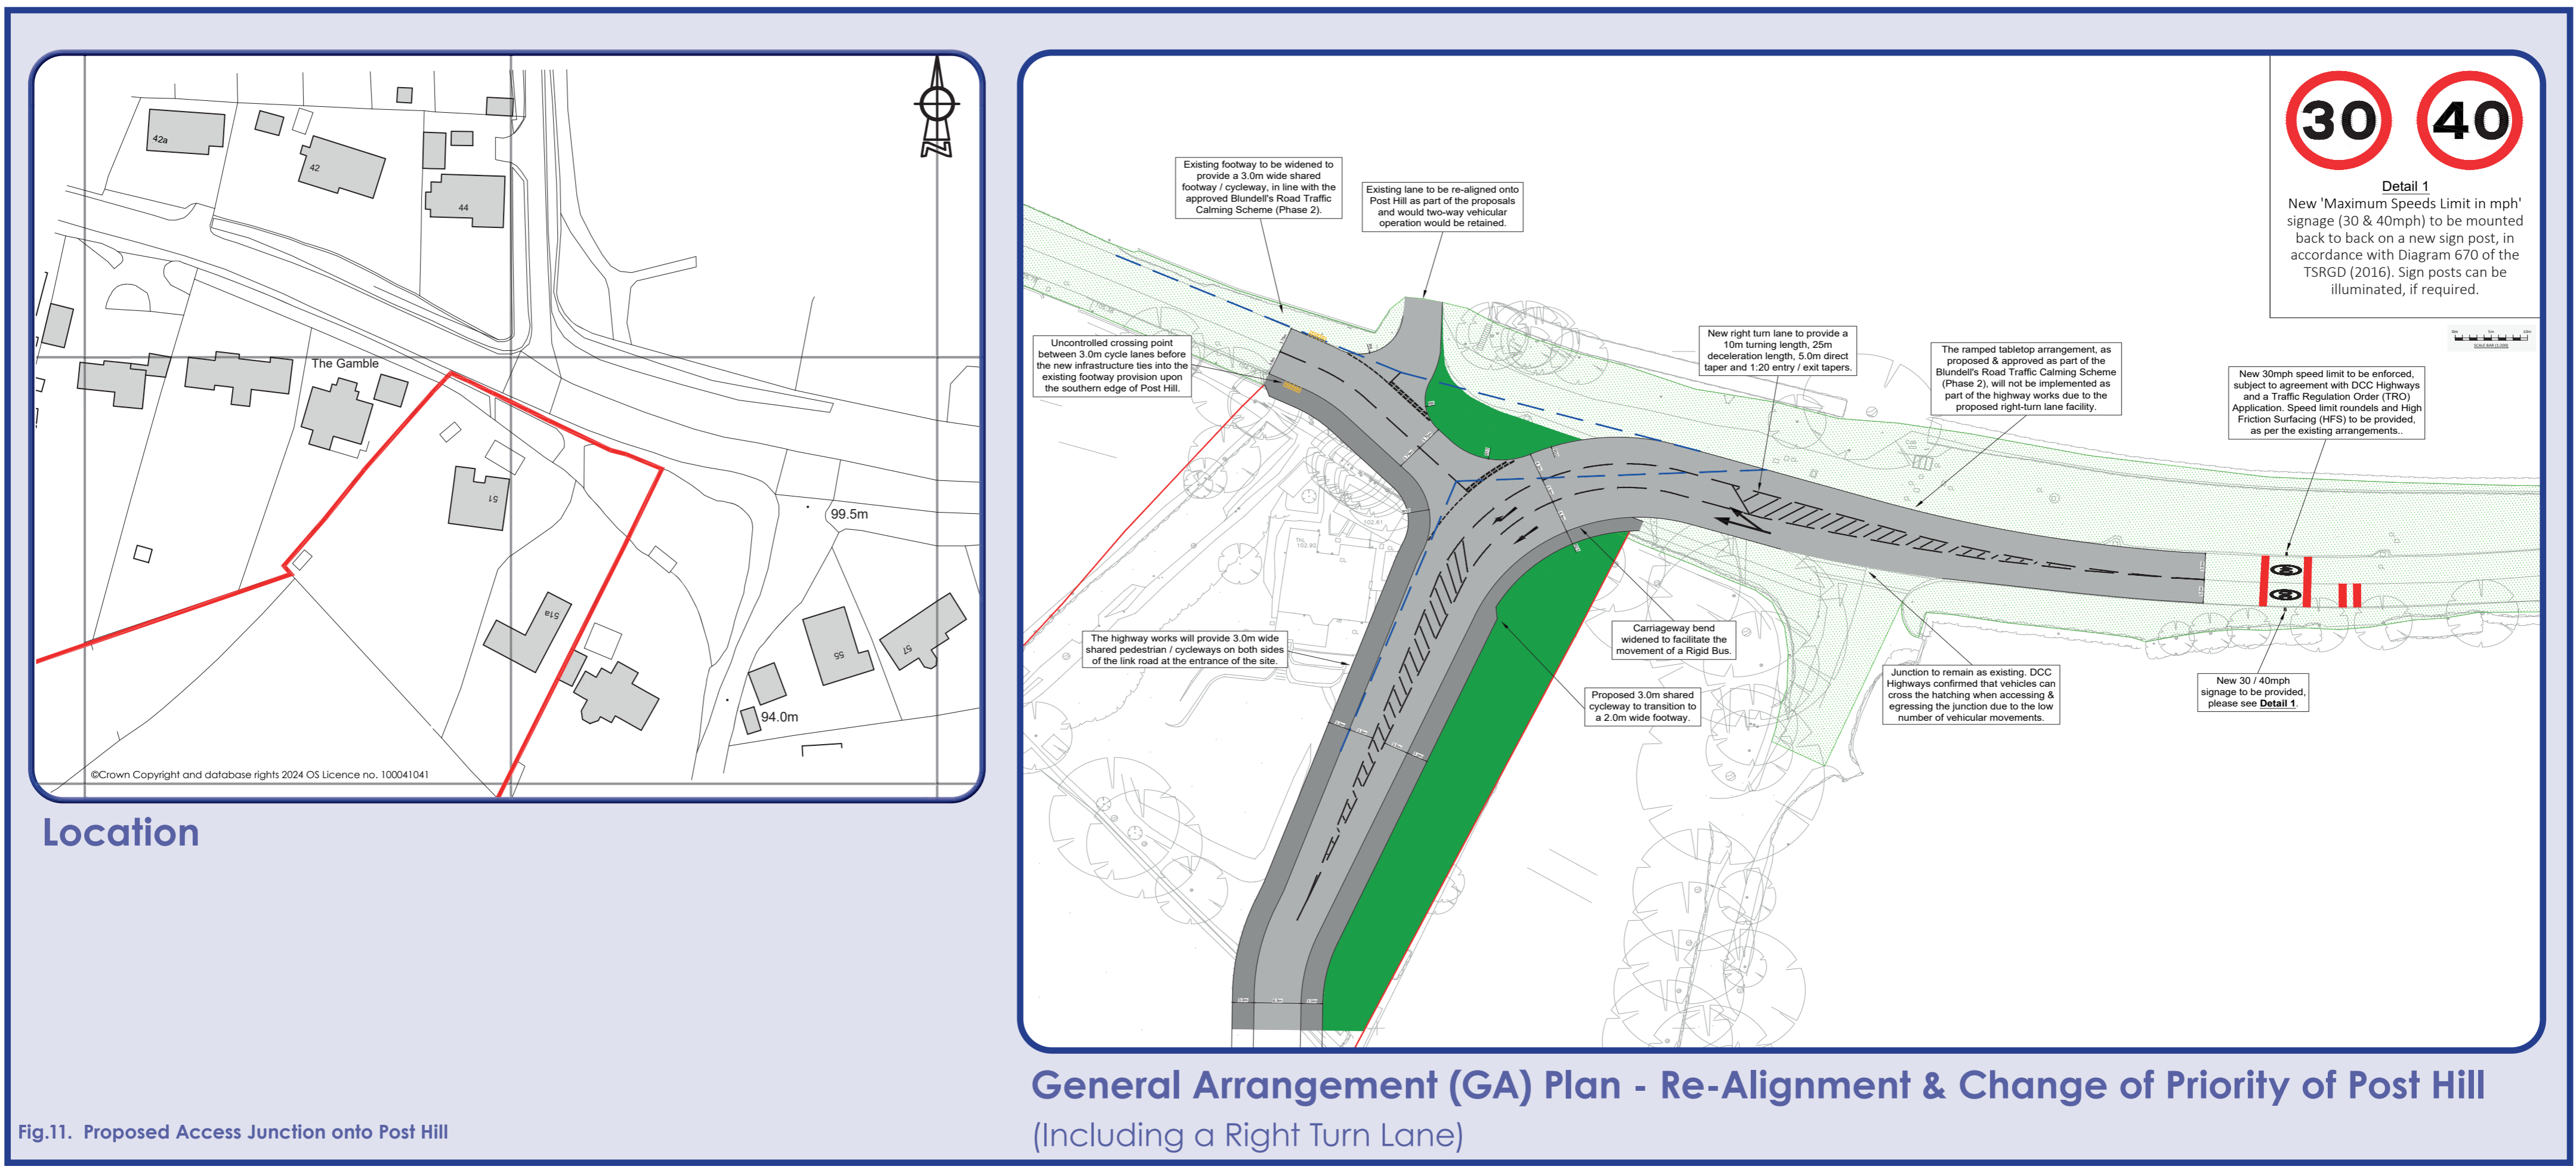 42a
42
44
The Gamble
51
51a
55
57
99.5m
94.0m
N
©Crown Copyright and database rights 2024 OS Licence no. 100041041
Location
Fig.11. Proposed Access Junction onto Post Hill
Existing footway to be widened to
provide a 3.0m wide shared
footway / cycleway, in line with the
approved Blundell's Road Traffic
Calming Scheme (Phase 2).
Existing lane to be re-aligned onto
Post Hill as part of the proposals
and would two-way vehicular
operation would be retained.
Uncontrolled crossing point
between 3.0m cycle lanes before
the new infrastructure ties into the
existing footway provision upon
the southern edge of Post Hill.
New right turn lane to provide a
10m turning length, 25m
deceleration length, 5.0m direct
taper and 1:20 entry / exit tapers.
The ramped tabletop arrangement, as
proposed & approved as part of the
Blundell's Road Traffic Calming Scheme
(Phase 2), will not be implemented as
part of the highway works due to the
proposed right-turn lane facility.
New 30mph speed limit to be enforced,
subject to agreement with DCC Highways
and a Traffic Regulation Order (TRO)
Application. Speed limit roundels and High
Friction Surfacing (HFS) to be provided,
as per the existing arrangements..
30
40
Detail 1
New 'Maximum Speeds Limit in mph'
signage (30 & 40mph) to be mounted
back to back on a new sign post, in
accordance with Diagram 670 of the
TSRGD (2016). Sign posts can be
illuminated, if required.
The highway works will provide 3.0m wide
shared pedestrian / cycleways on both sides
of the link road at the entrance of the site.
Carriageway bend
widened to facilitate the
movement of a Rigid Bus.
Proposed 3.0m shared
cycleway to transition to
a 2.0m wide footway.
Junction to remain as existing. DCC
Highways confirmed that vehicles can
cross the hatching when accessing &
egressing the junction due to the low
number of vehicular movements.
New 30 / 40mph
signage to be provided,
please see Detail 1.
General Arrangement (GA) Plan - Re-Alignment & Change of Priority of Post Hill
(Including a Right Turn Lane)